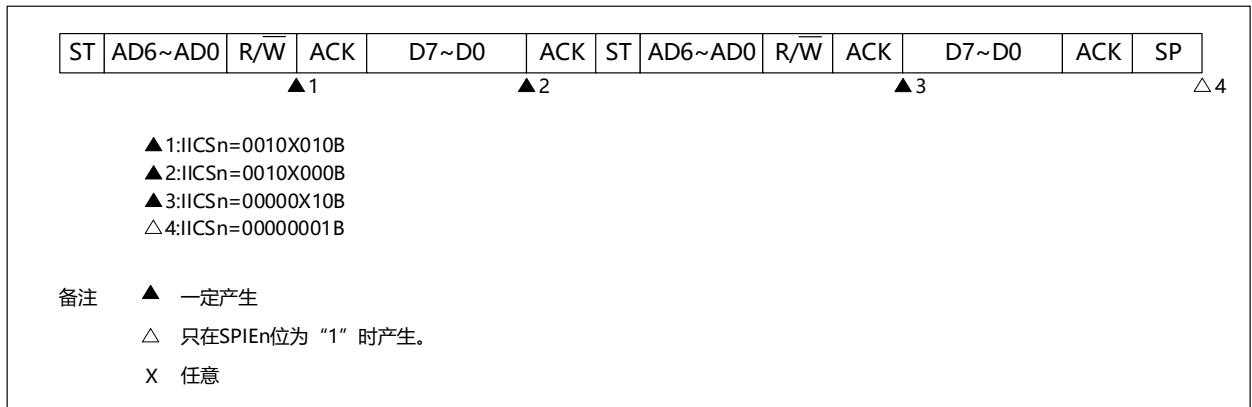 ST AD6~AD0 R/W̅ ACK D7~D0 ACK ST AD6~AD0 R/W̅ ACK D7~D0 ACK SP
▲1 ▲2 ▲3 △4
▲1:IICSn=0010X010B
▲2:IICSn=0010X000B
▲3:IICSn=00000X10B
△4:IICSn=00000001B
备注 ▲ 一定产生
△ 只在SPIEn位为“1”时产生。
X 任意